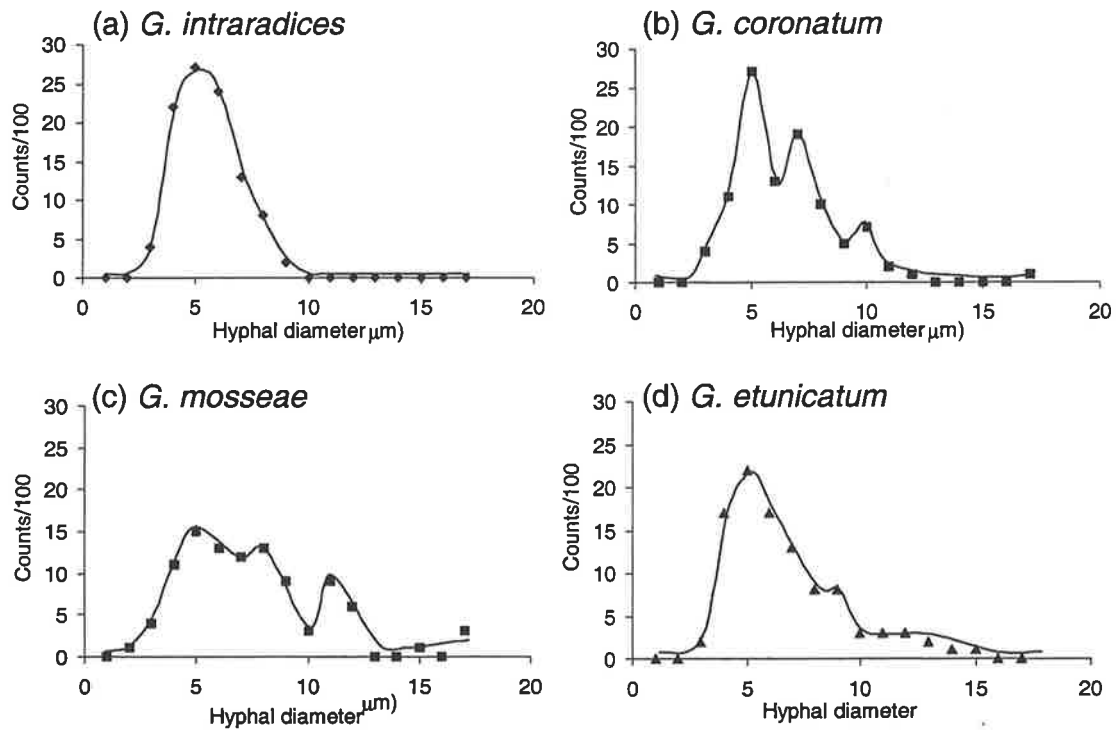 (a) G. intraradices
30
25
20
15
10
5
0
Counts/100
0 5 10 15 20
Hyphal diameter μm)
(b) G. coronatum
30
25
20
15
10
5
0
Counts/100
0 5 10 15 20
Hyphal diameter μm)
(c) G. mosseae
30
25
20
15
10
5
0
Counts/100
0 5 10 15 20
Hyphal diameter μm)
(d) G. etunicatum
30
25
20
15
10
5
0
Counts/100
0 5 10 15 20
Hyphal diameter